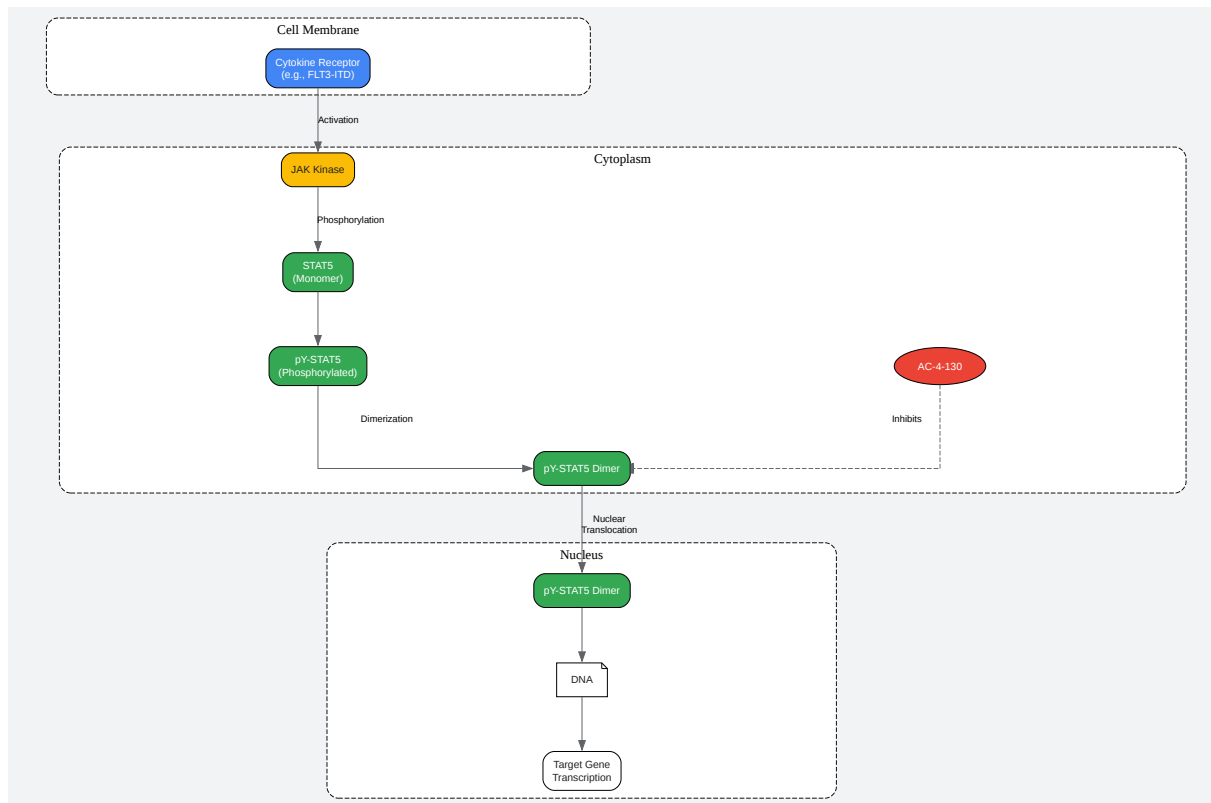 Cell Membrane
Cytokine Receptor
(e.g., FLT3-ITD)
Activation
Cytoplasm
JAK Kinase
Phosphorylation
STAT5
(Monomer)
pY-STAT5
(Phosphorylated)
AC-4-130
Dimerization
Inhibits
pY-STAT5 Dimer
Nuclear
Translocation
Nucleus
pY-STAT5 Dimer
DNA
Target Gene
Transcription